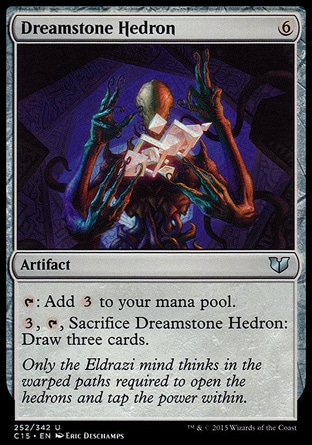 Dreamstone Hedron 6
Artifact
: Add 3 to your mana pool.
3, , Sacrifice Dreamstone Hedron:
Draw three cards.
Only the Eldrazi mind thinks in the
warped paths required to open the
hedrons and tap the power within.
252/342 U
C15 • EN Eric Deschamps
™ & © 2015 Wizards of the Coast